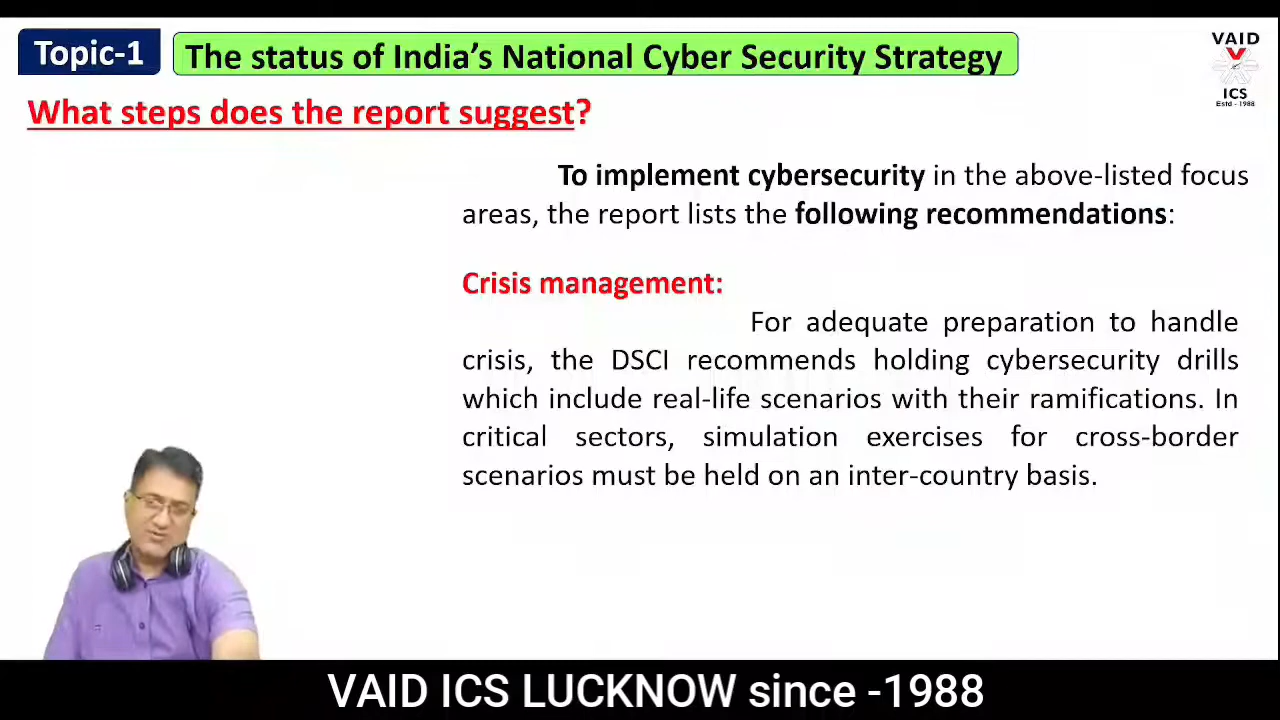 Topic-1
The status of India's National Cyber Security Strategy
VAID
ICS
Estd - 1988
What steps does the report suggest?
To implement cybersecurity in the above-listed focus
areas, the report lists the following recommendations:
Crisis management:
For adequate preparation to handle
crisis, the DSCI recommends holding cybersecurity drills
which include real-life scenarios with their ramifications. In
critical sectors, simulation exercises for cross-border
scenarios must be held on an inter-country basis.
VAID ICS LUCKNOW since -1988